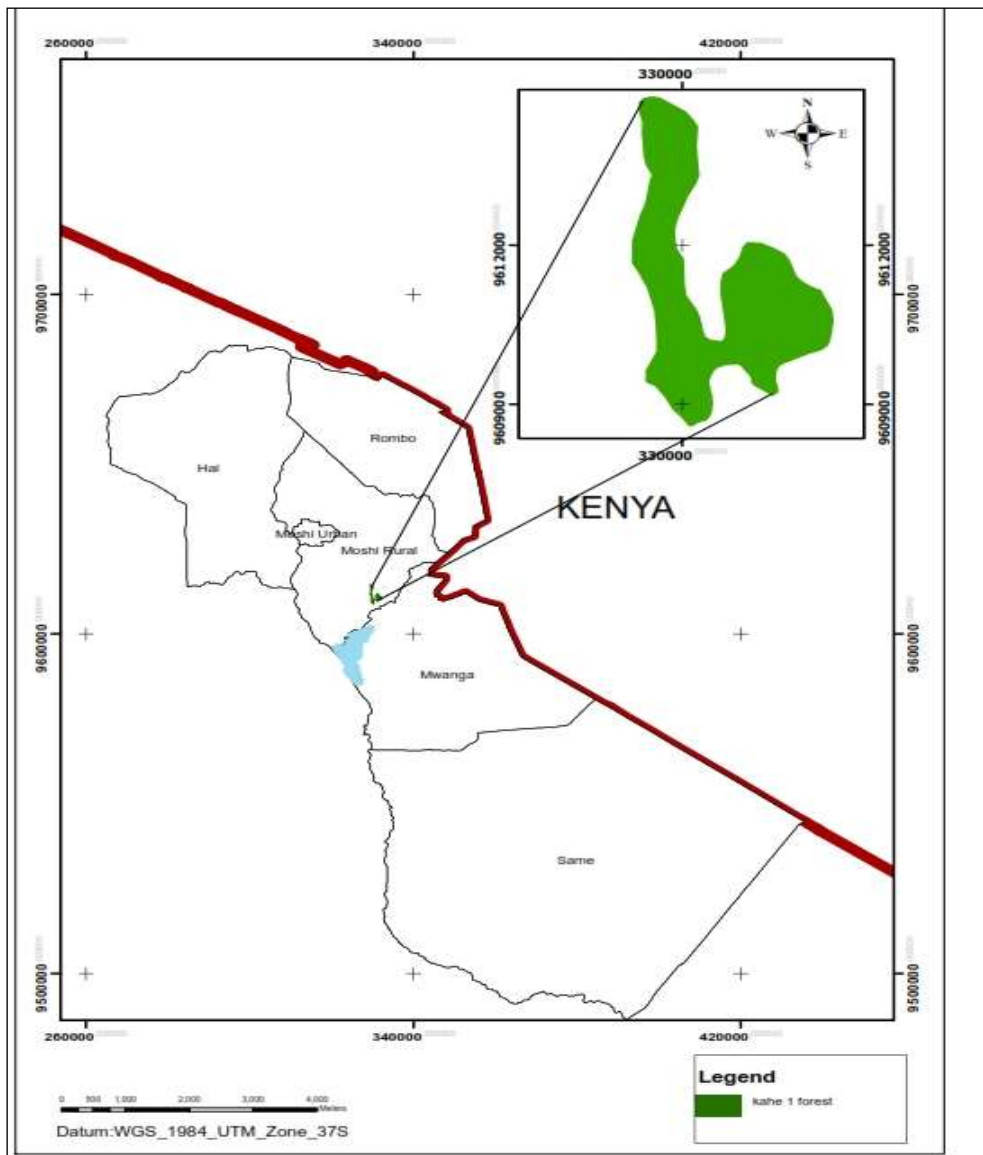 260000 340000 420000
330000
N
W E
S
9612000 9612000
9700000 9700000
9609000 9609000
330000
Rombo
Hai
KENYA
Moshi Urban
Moshi Rural
9600000 9600000
Mwanga
Same
9500000 9500000
260000 340000 420000
Legend
kahe 1 forest
0 500 1,000 2,000 3,000 4,000
Meters
Datum:WGS_1984_UTM_Zone_37S